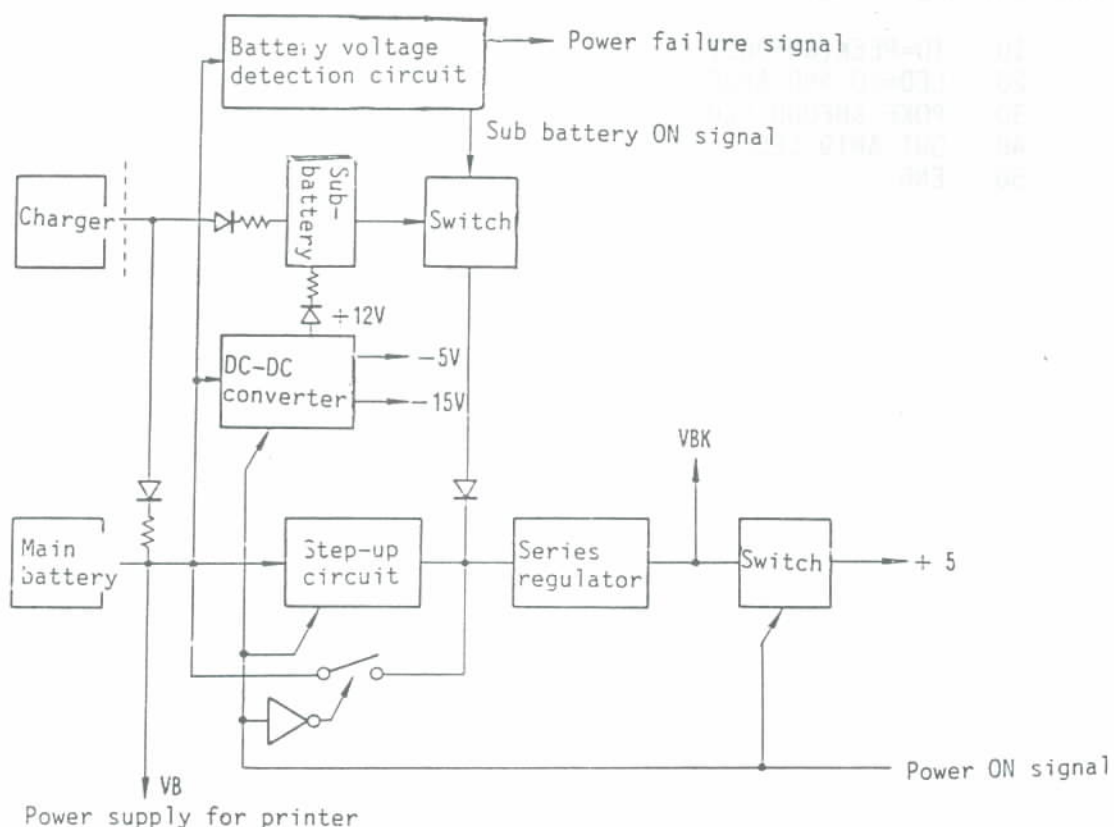 Battery voltage
detection circuit
Power failure signal
Sub battery ON signal
Charger
Sub-
battery
Switch
+12V
DC-DC
converter
-5V
-15V
VBK
Main
battery
Step-up
circuit
Series
regulator
Switch
+ 5
Power ON signal
VB
Power supply for printer